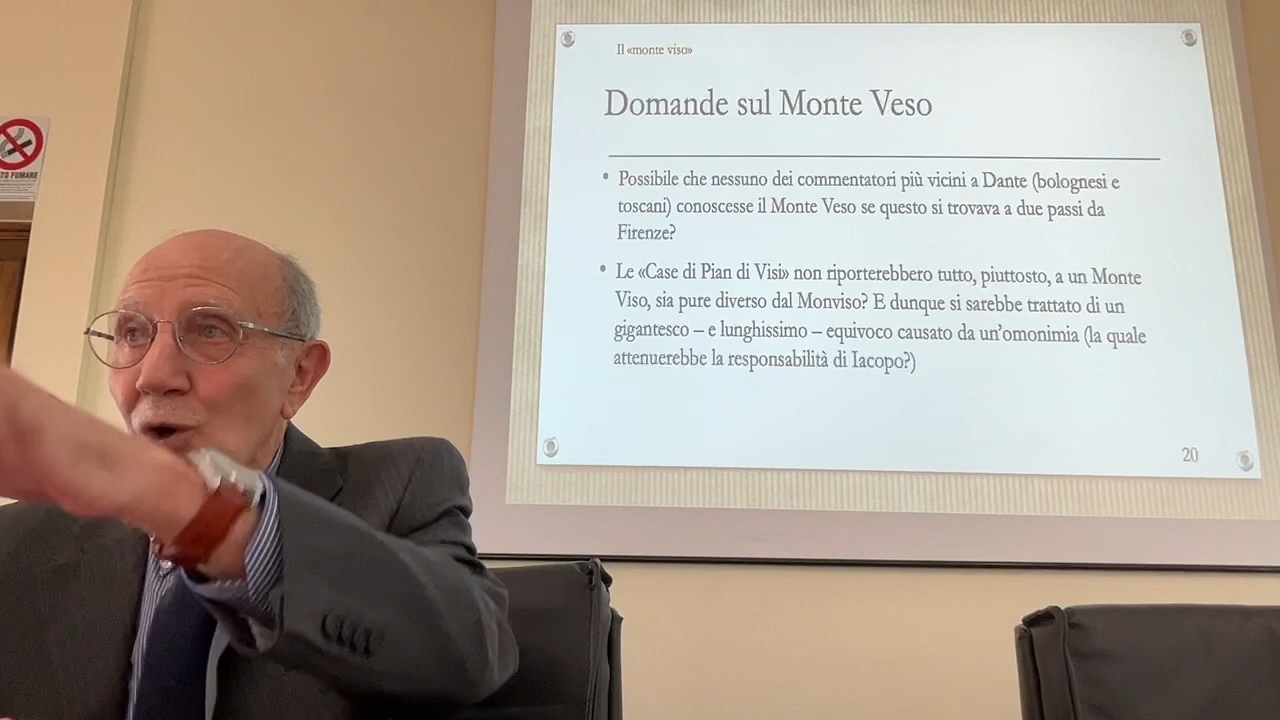 Il «monte viso»
Domande sul Monte Veso
• Possibile che nessuno dei commentatori più vicini a Dante (bolognesi e
toscani) conoscesse il Monte Veso se questo si trovava a due passi da
Firenze?
• Le «Case di Pian di Visi» non riporterebbero tutto, piuttosto, a un Monte
Viso, sia pure diverso dal Monviso? E dunque si sarebbe trattato di un
gigantesco – e lunghissimo – equivoco causato da un'omonimia (la quale
attenuerebbe la responsabilità di Iacopo?)
20
TO FUMARE